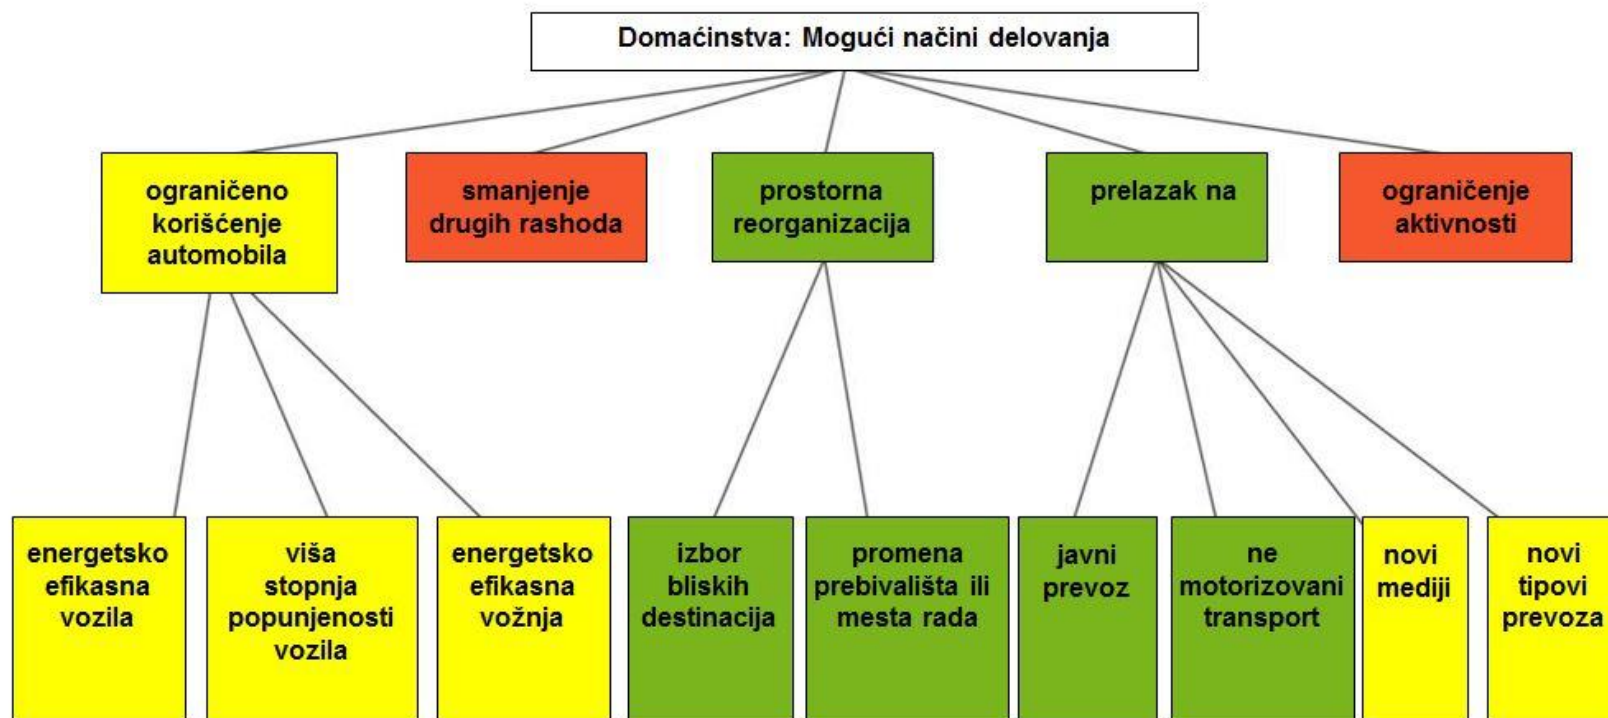 Domaćinstva: Mogući načini delovanja
ograničeno
korišćenje
automobila
smanjenje
drugih rashoda
prostorna
reorganizacija
prelazak na
ograničenje
aktivnosti
energetsko
efikasna
vozila
viša
stopnja
popunjenosti
vozila
energetsko
efikasna
vožnja
izbor
bliskih
destinacija
promena
prebivališta ili
mesta rada
javni
prevoz
ne
motorizovani
transport
novi
mediji
novi
tipovi
prevoza